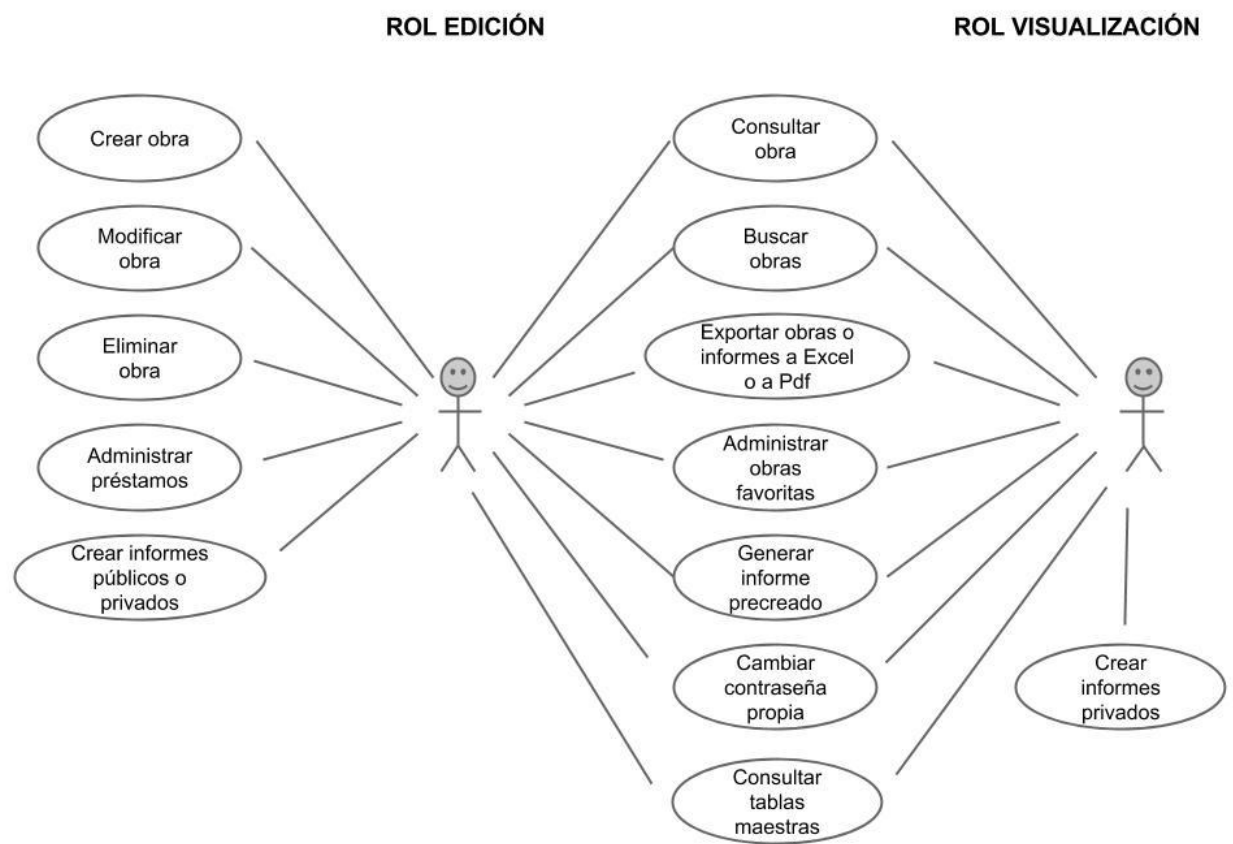 ROL EDICIÓN
ROL VISUALIZACIÓN
Crear obra
Modificar
obra
Eliminar
obra
Administrar
préstamos
Crear informes
públicos o
privados
Consultar
obra
Buscar
obras
Exportar obras o
informes a Excel
o a Pdf
Administrar
obras
favoritas
Generar
informe
precreado
Cambiar
contraseña
propia
Consultar
tablas
maestras
Crear
informes
privados